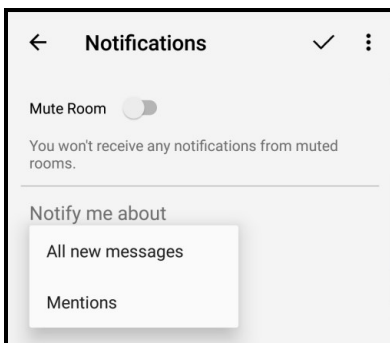 Notifications
Mute Room
You won't receive any notifications from muted
rooms.
Notify me about
All new messages
Mentions